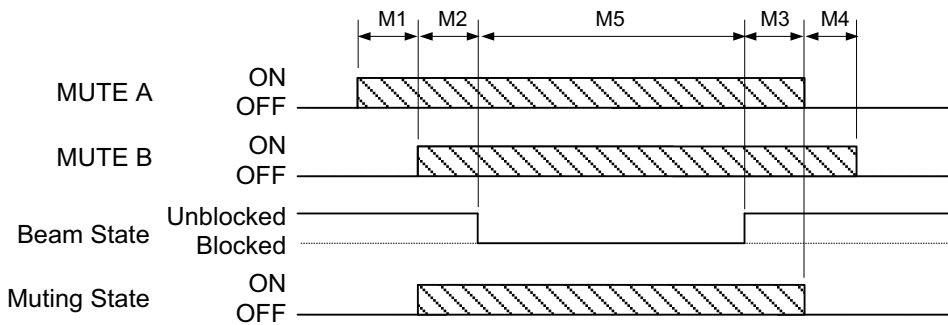 M1 M2 M5 M3 M4
MUTE A ON
OFF
MUTE B ON
OFF
Beam State Unblocked
Blocked
Muting State ON
OFF